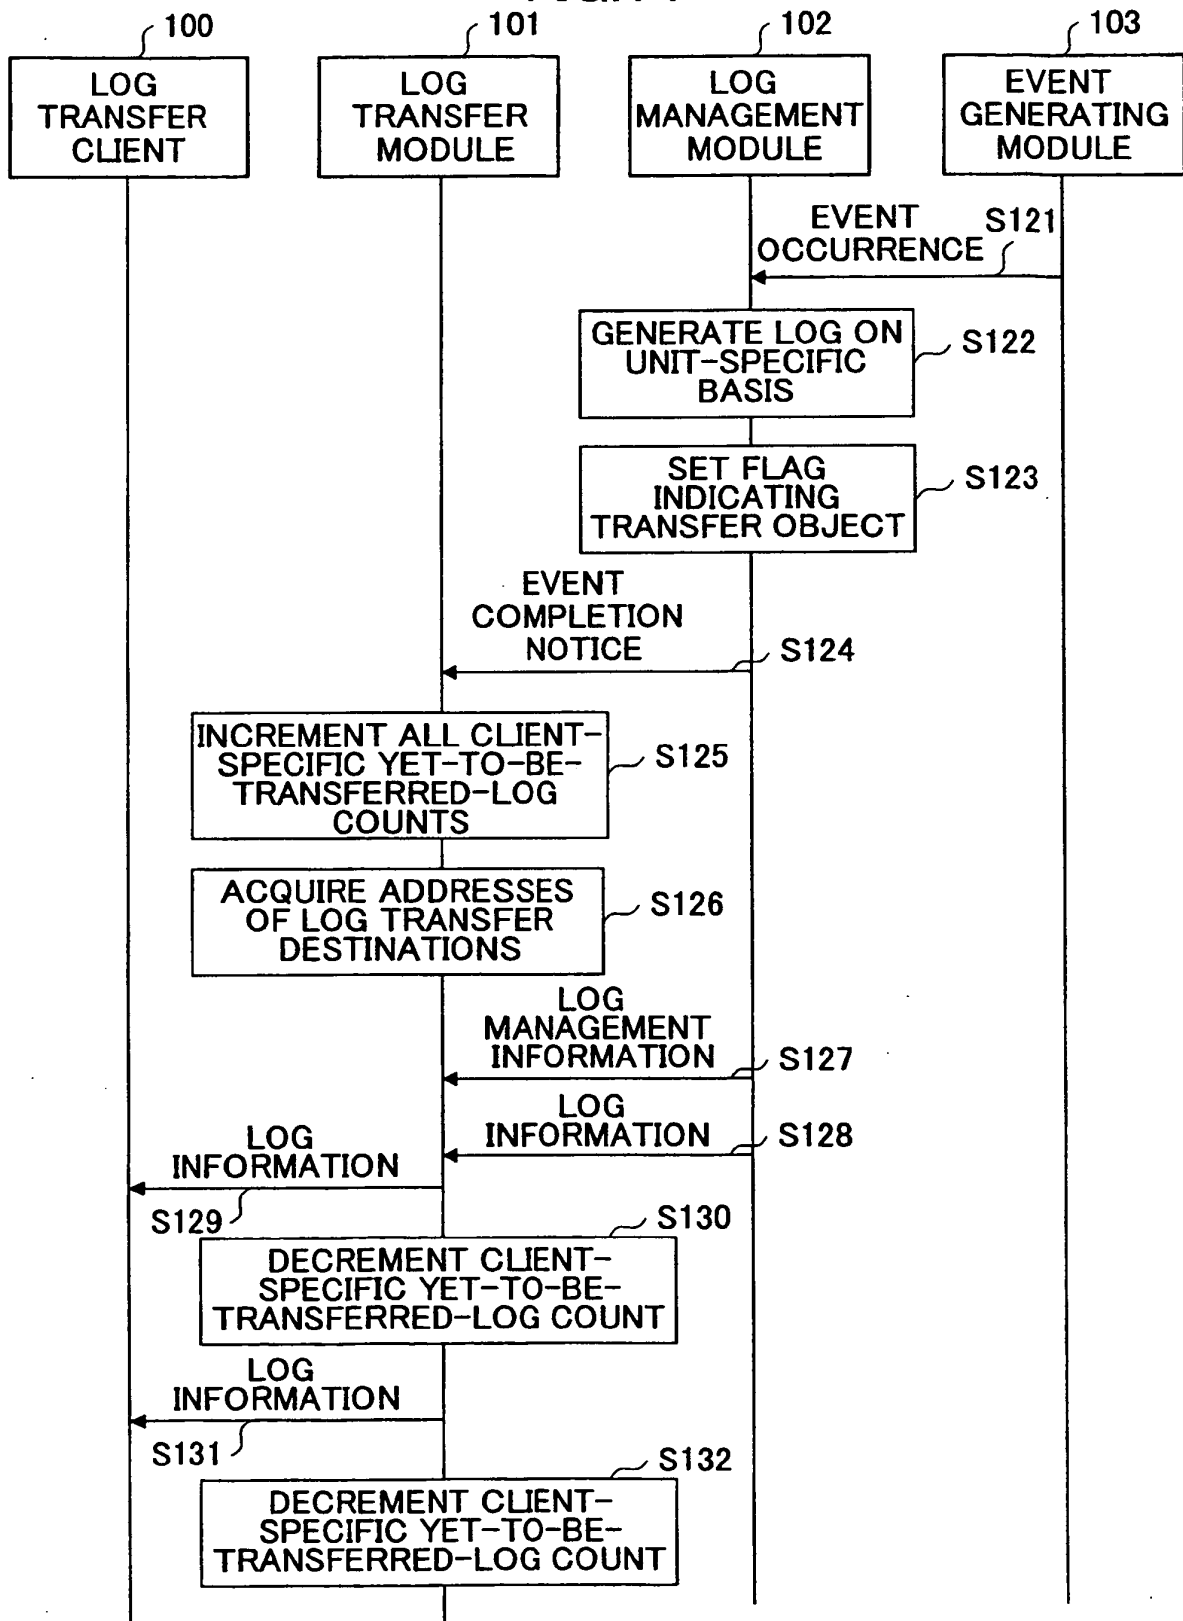 100
101
102
103
LOG
TRANSFER
CLIENT
LOG
TRANSFER
MODULE
LOG
MANAGEMENT
MODULE
EVENT
GENERATING
MODULE
EVENT
OCCURRENCE
S121
GENERATE LOG ON
UNIT-SPECIFIC
BASIS
S122
SET FLAG
INDICATING
TRANSFER OBJECT
S123
EVENT
COMPLETION
NOTICE
S124
INCREMENT ALL CLIENT-
SPECIFIC YET-TO-BE-
TRANSFERRED-LOG
COUNTS
S125
ACQUIRE ADDRESSES
OF LOG TRANSFER
DESTINATIONS
S126
LOG
MANAGEMENT
INFORMATION
S127
LOG
INFORMATION
S128
LOG
INFORMATION
S129
S130
DECREMENT CLIENT-
SPECIFIC YET-TO-BE-
TRANSFERRED-LOG COUNT
LOG
INFORMATION
S131
S132
DECREMENT CLIENT-
SPECIFIC YET-TO-BE-
TRANSFERRED-LOG COUNT